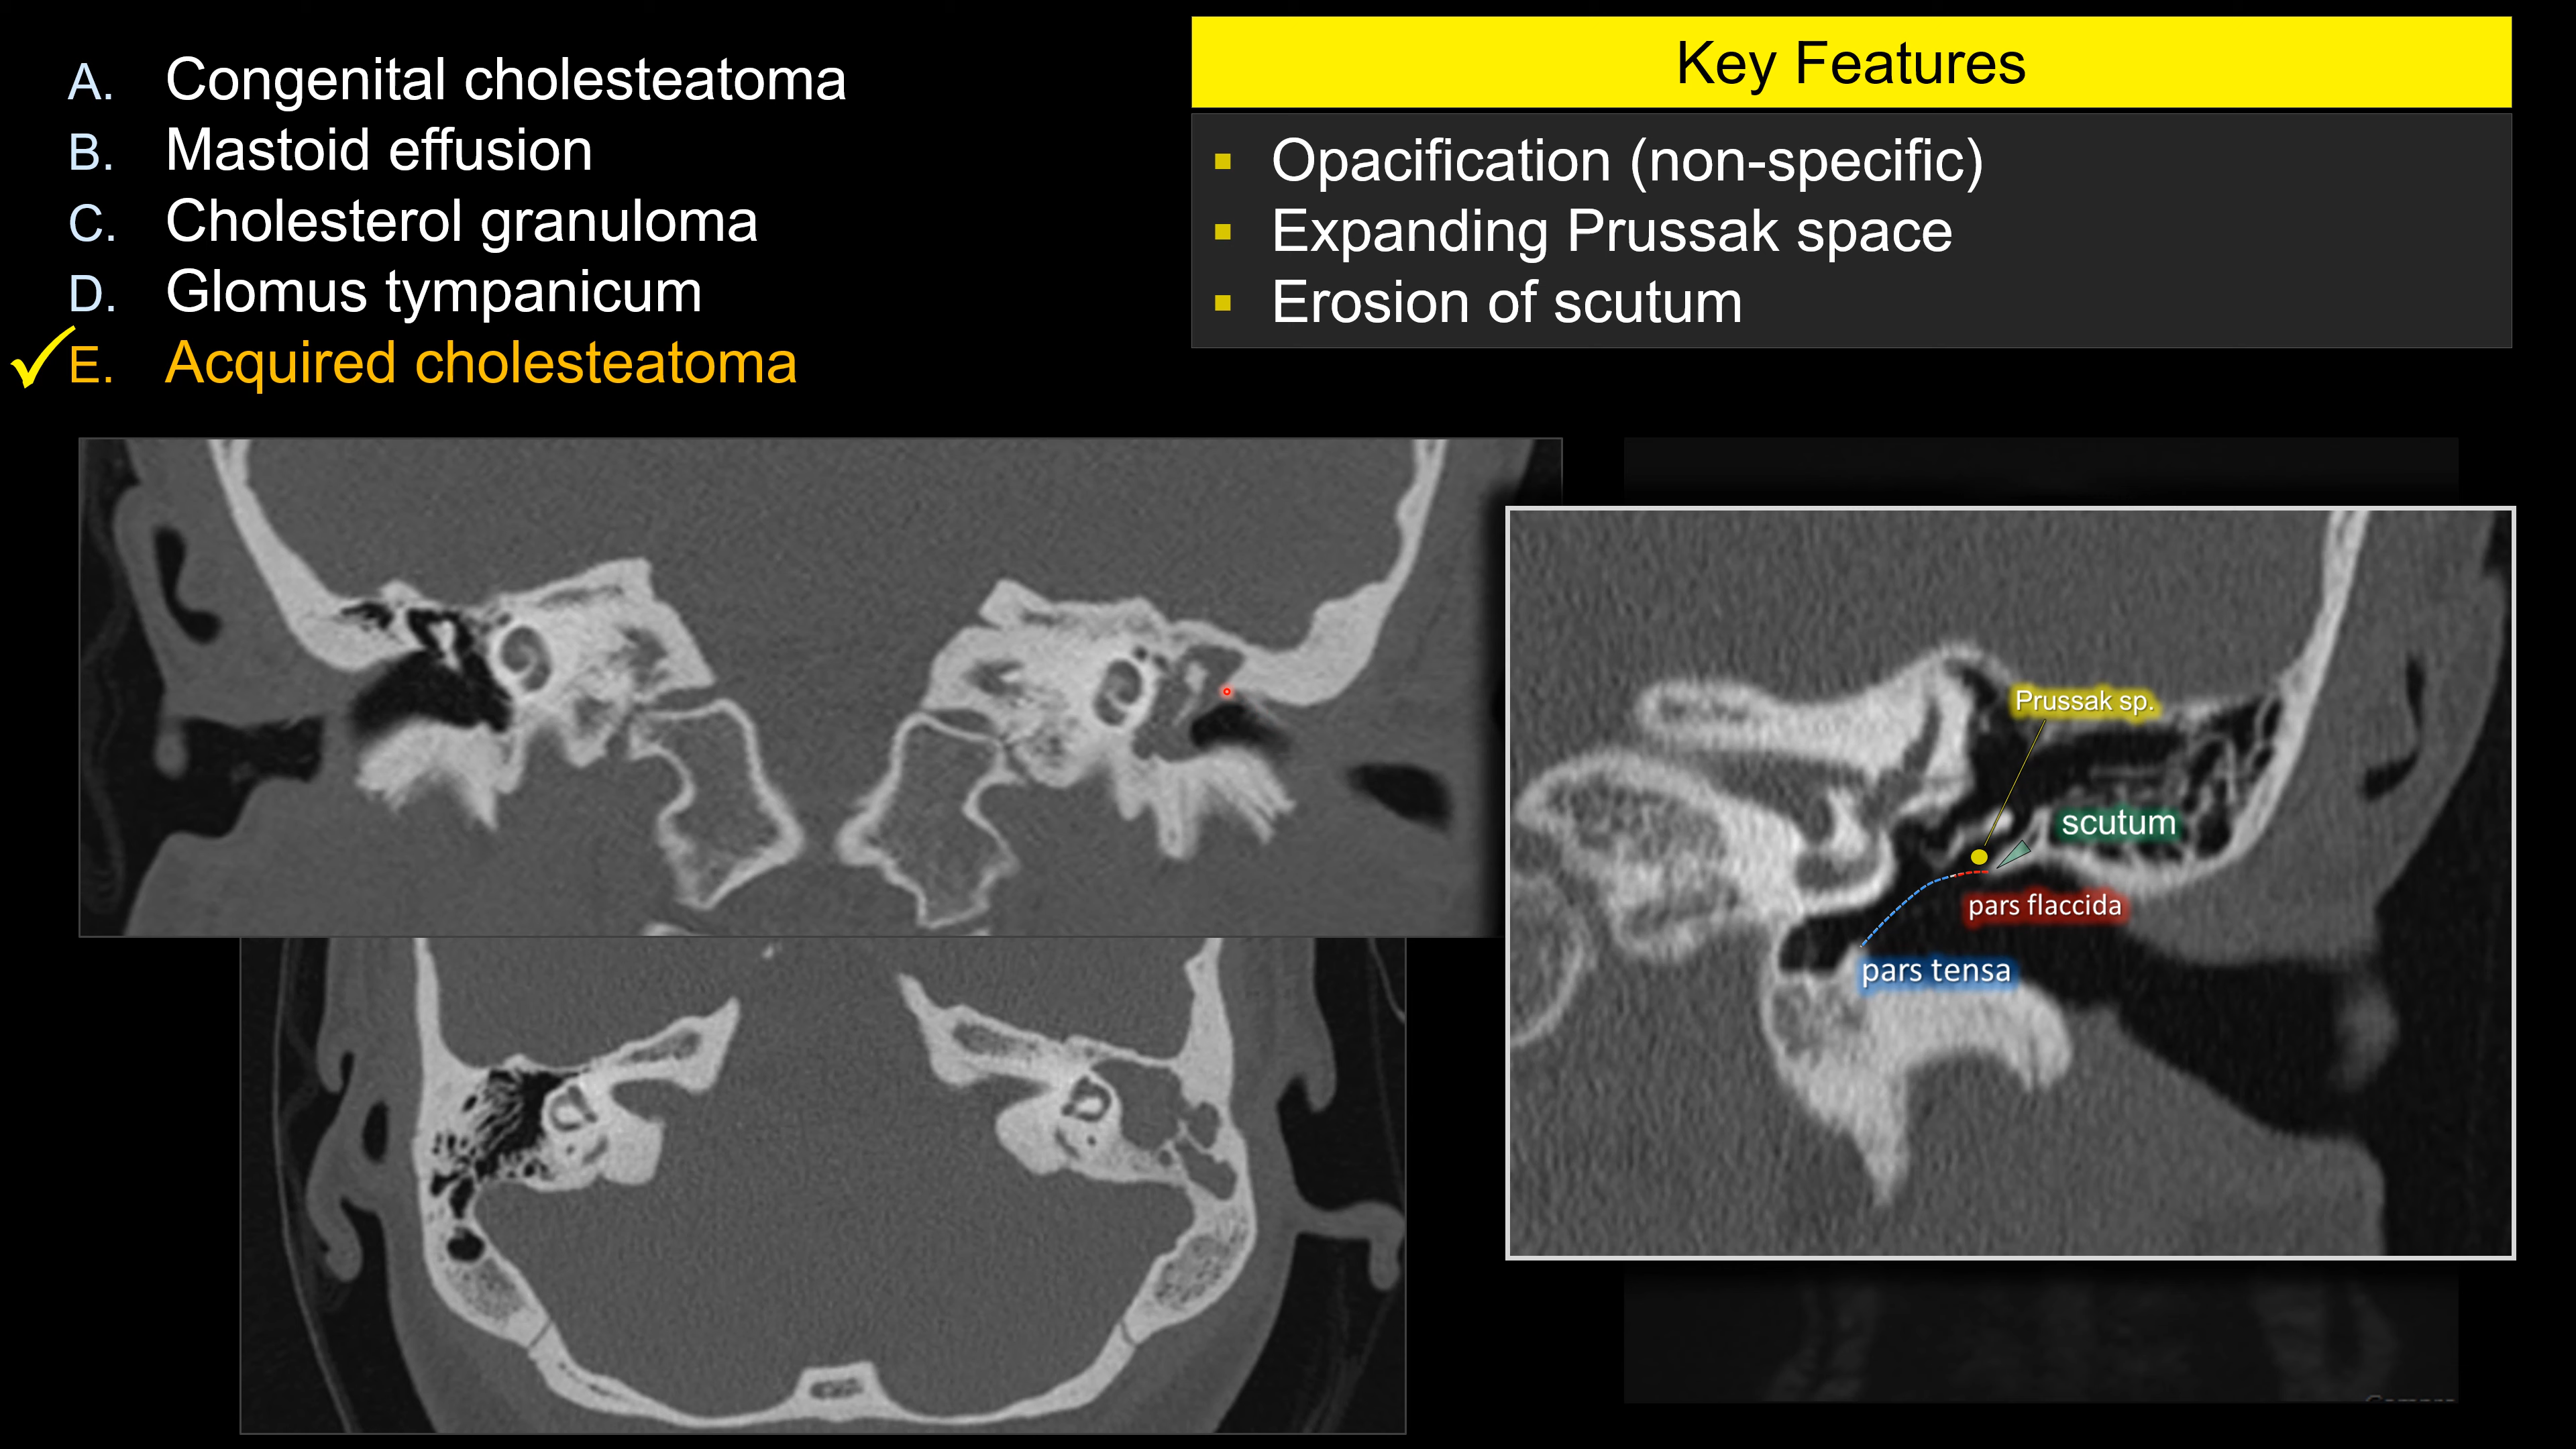 A. Congenital cholesteatoma
B. Mastoid effusion
C. Cholesterol granuloma
D. Glomus tympanicum
E. Acquired cholesteatoma
Key Features
Opacification (non-specific)
Expanding Prussak space
Erosion of scutum
Prussak sp.
scutum
pars flaccida
pars tensa